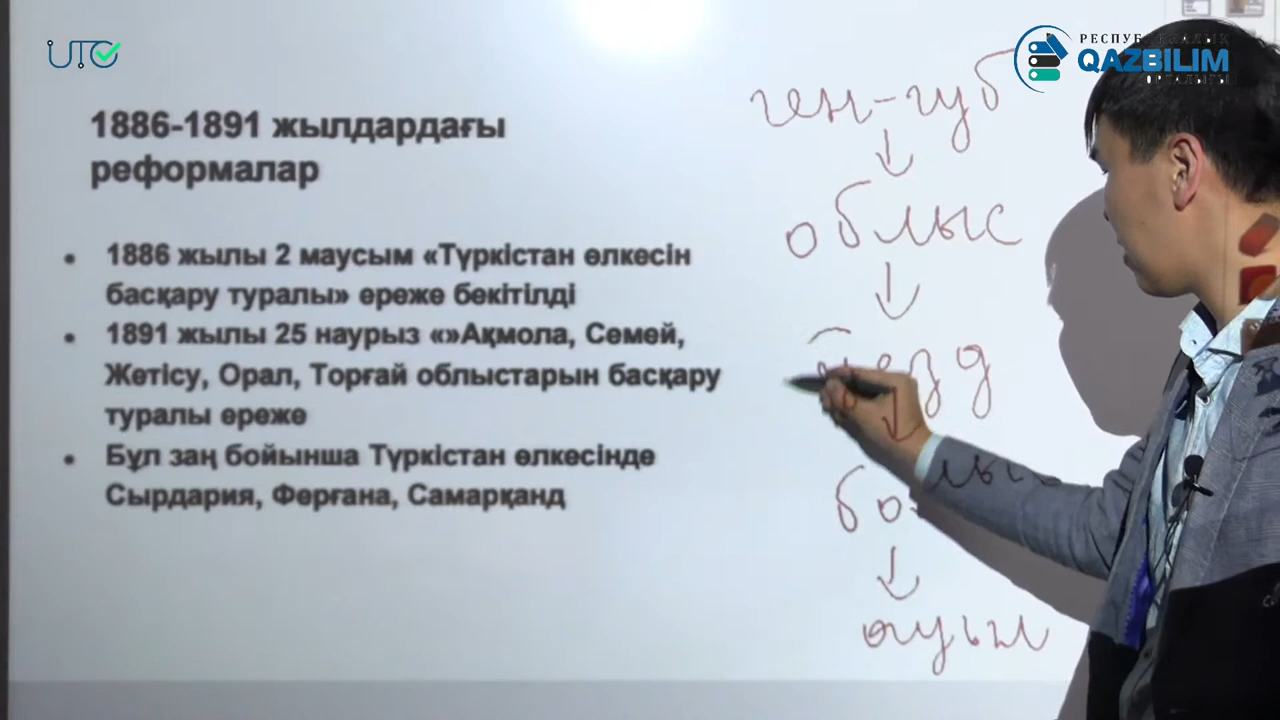 UTO
РЕСПУБЛИКАЛЫҚ
QAZBILIM
ОРТАЛЫҒЫ
1886-1891 жылдардағы
реформалар
• 1886 жылы 2 маусым «Түркістан өлкесін
басқару туралы» ереже бекітілді
• 1891 жылы 25 наурыз «»Ақмола, Семей,
Жетісу, Орал, Торғай облыстарын басқару
туралы ереже
• Бұл заң бойынша Түркістан өлкесінде
Сырдария, Ферғана, Самарқанд
ген-губ
облыс
ауыл